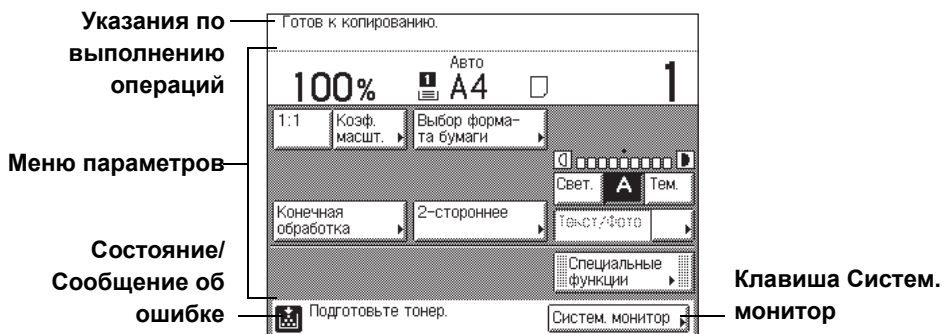 Указания по
выполнению
операций
Меню параметров
Состояние/
Сообщение об
ошибке
Готов к копированию.
100%
1
Авто
A4
1
1:1
Коэф.
масшт.
Выбор форма-
та бумаги
Свет.
A
Тем.
Конечная
обработка
2-стороннее
Текст/Фото
Специальные
функции
Подготовьте тонер.
Систем. монитор
Клавиша Систем.
монитор